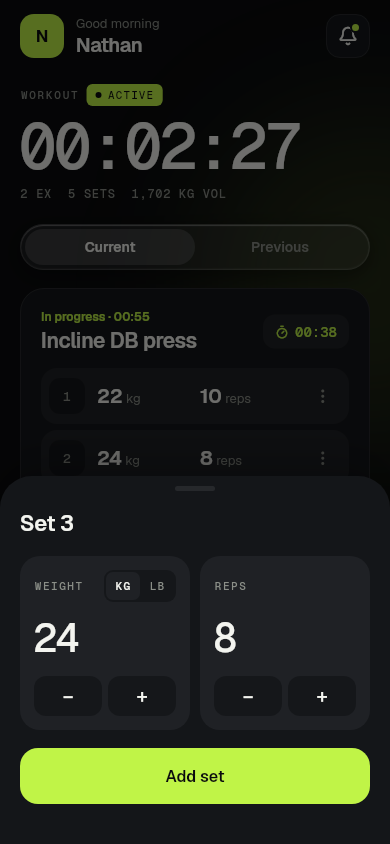 N
Good morning
Nathan
WORKOUT ACTIVE
00:02:27
2 EX 5 SETS 1,702 KG VOL
Current Previous
In progress · 00:55
Incline DB press
00:38
1 22 kg 10 reps
2 24 kg 8 reps
Set 3
WEIGHT KG LB
24
− +
REPS
8
− +
Add set